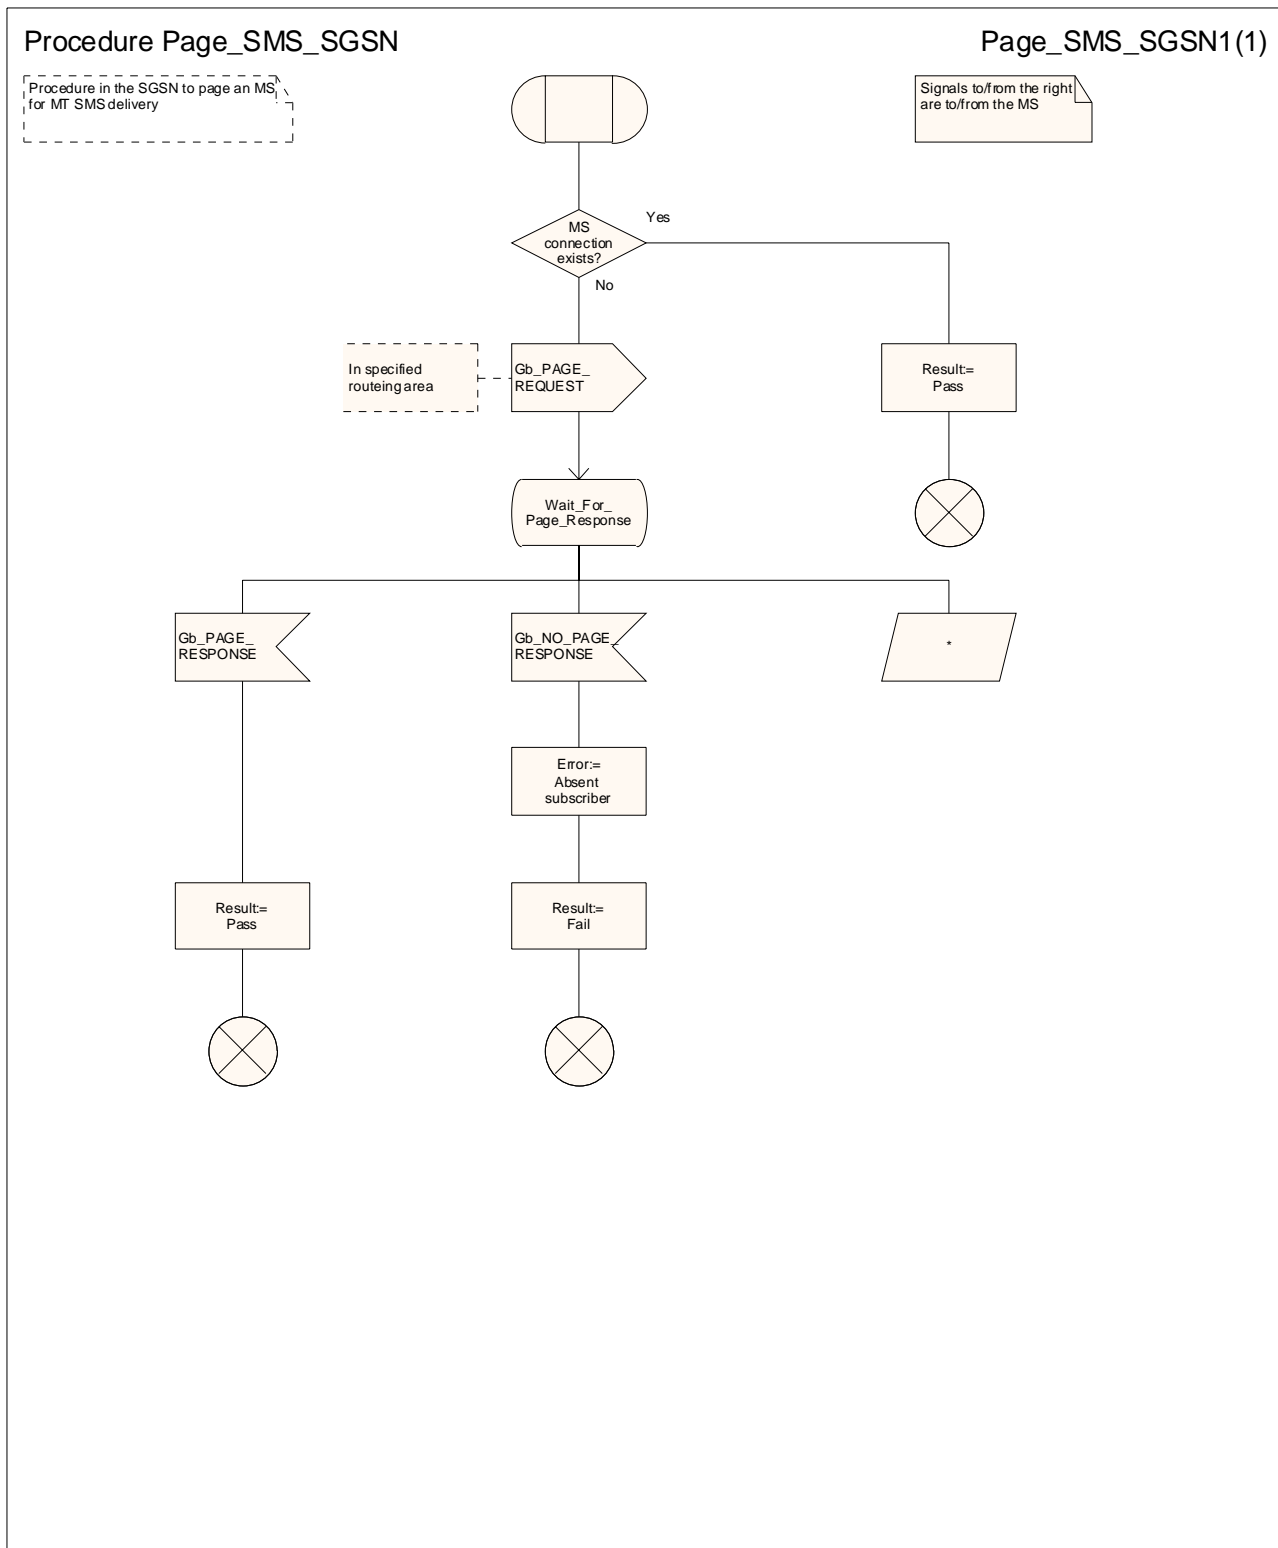 Procedure Page_SMS_SGSN
Page_SMS_SGSN1(1)
Procedure in the SGSN to page an MS
for MT SMS delivery
Signals to/from the right
are to/from the MS
MS
connection
exists?
Yes
No
In specified
routeing area
Gb_PAGE_
REQUEST
Result:=
Pass
Wait_For_
Page_Response
Gb_PAGE_
RESPONSE
Gb_NO_PAGE_
RESPONSE
*
Error:=
Absent
subscriber
Result:=
Pass
Result:=
Fail